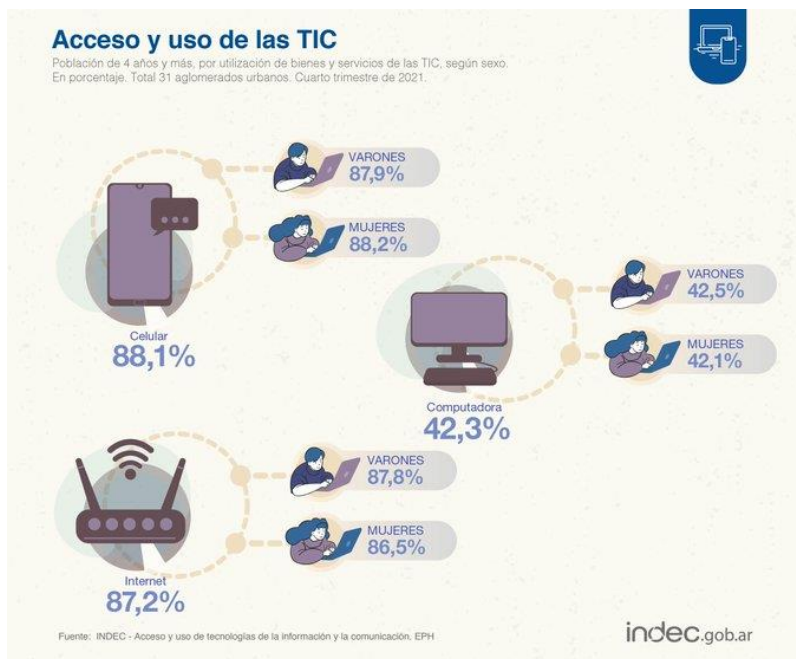 Acceso y uso de las TIC
Población de 4 años y más, por utilización de bienes y servicios de las TIC, según sexo.
En porcentaje. Total 31 aglomerados urbanos. Cuarto trimestre de 2021.
VARONES
87,9%
MUJERES
88,2%
Celular
88,1%
VARONES
42,5%
MUJERES
42,1%
Computadora
42,3%
VARONES
87,8%
MUJERES
86,5%
Internet
87,2%
Fuente: INDEC - Acceso y uso de tecnologías de la información y la comunicación, EPH
indec.gob.ar